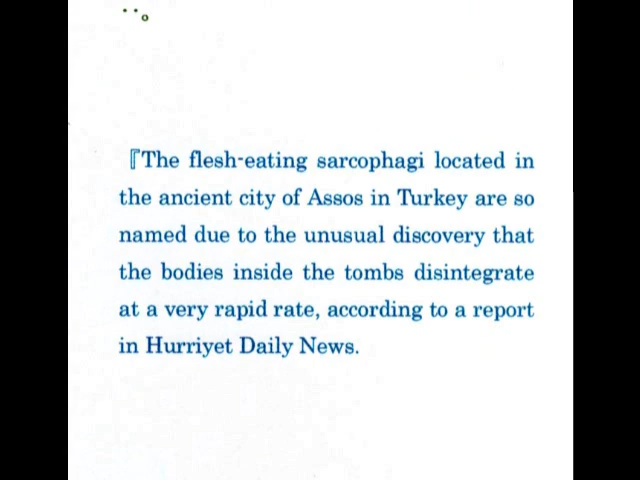 『The flesh-eating sarcophagi located in
the ancient city of Assos in Turkey are so
named due to the unusual discovery that
the bodies inside the tombs disintegrate
at a very rapid rate, according to a report
in Hurriyet Daily News.